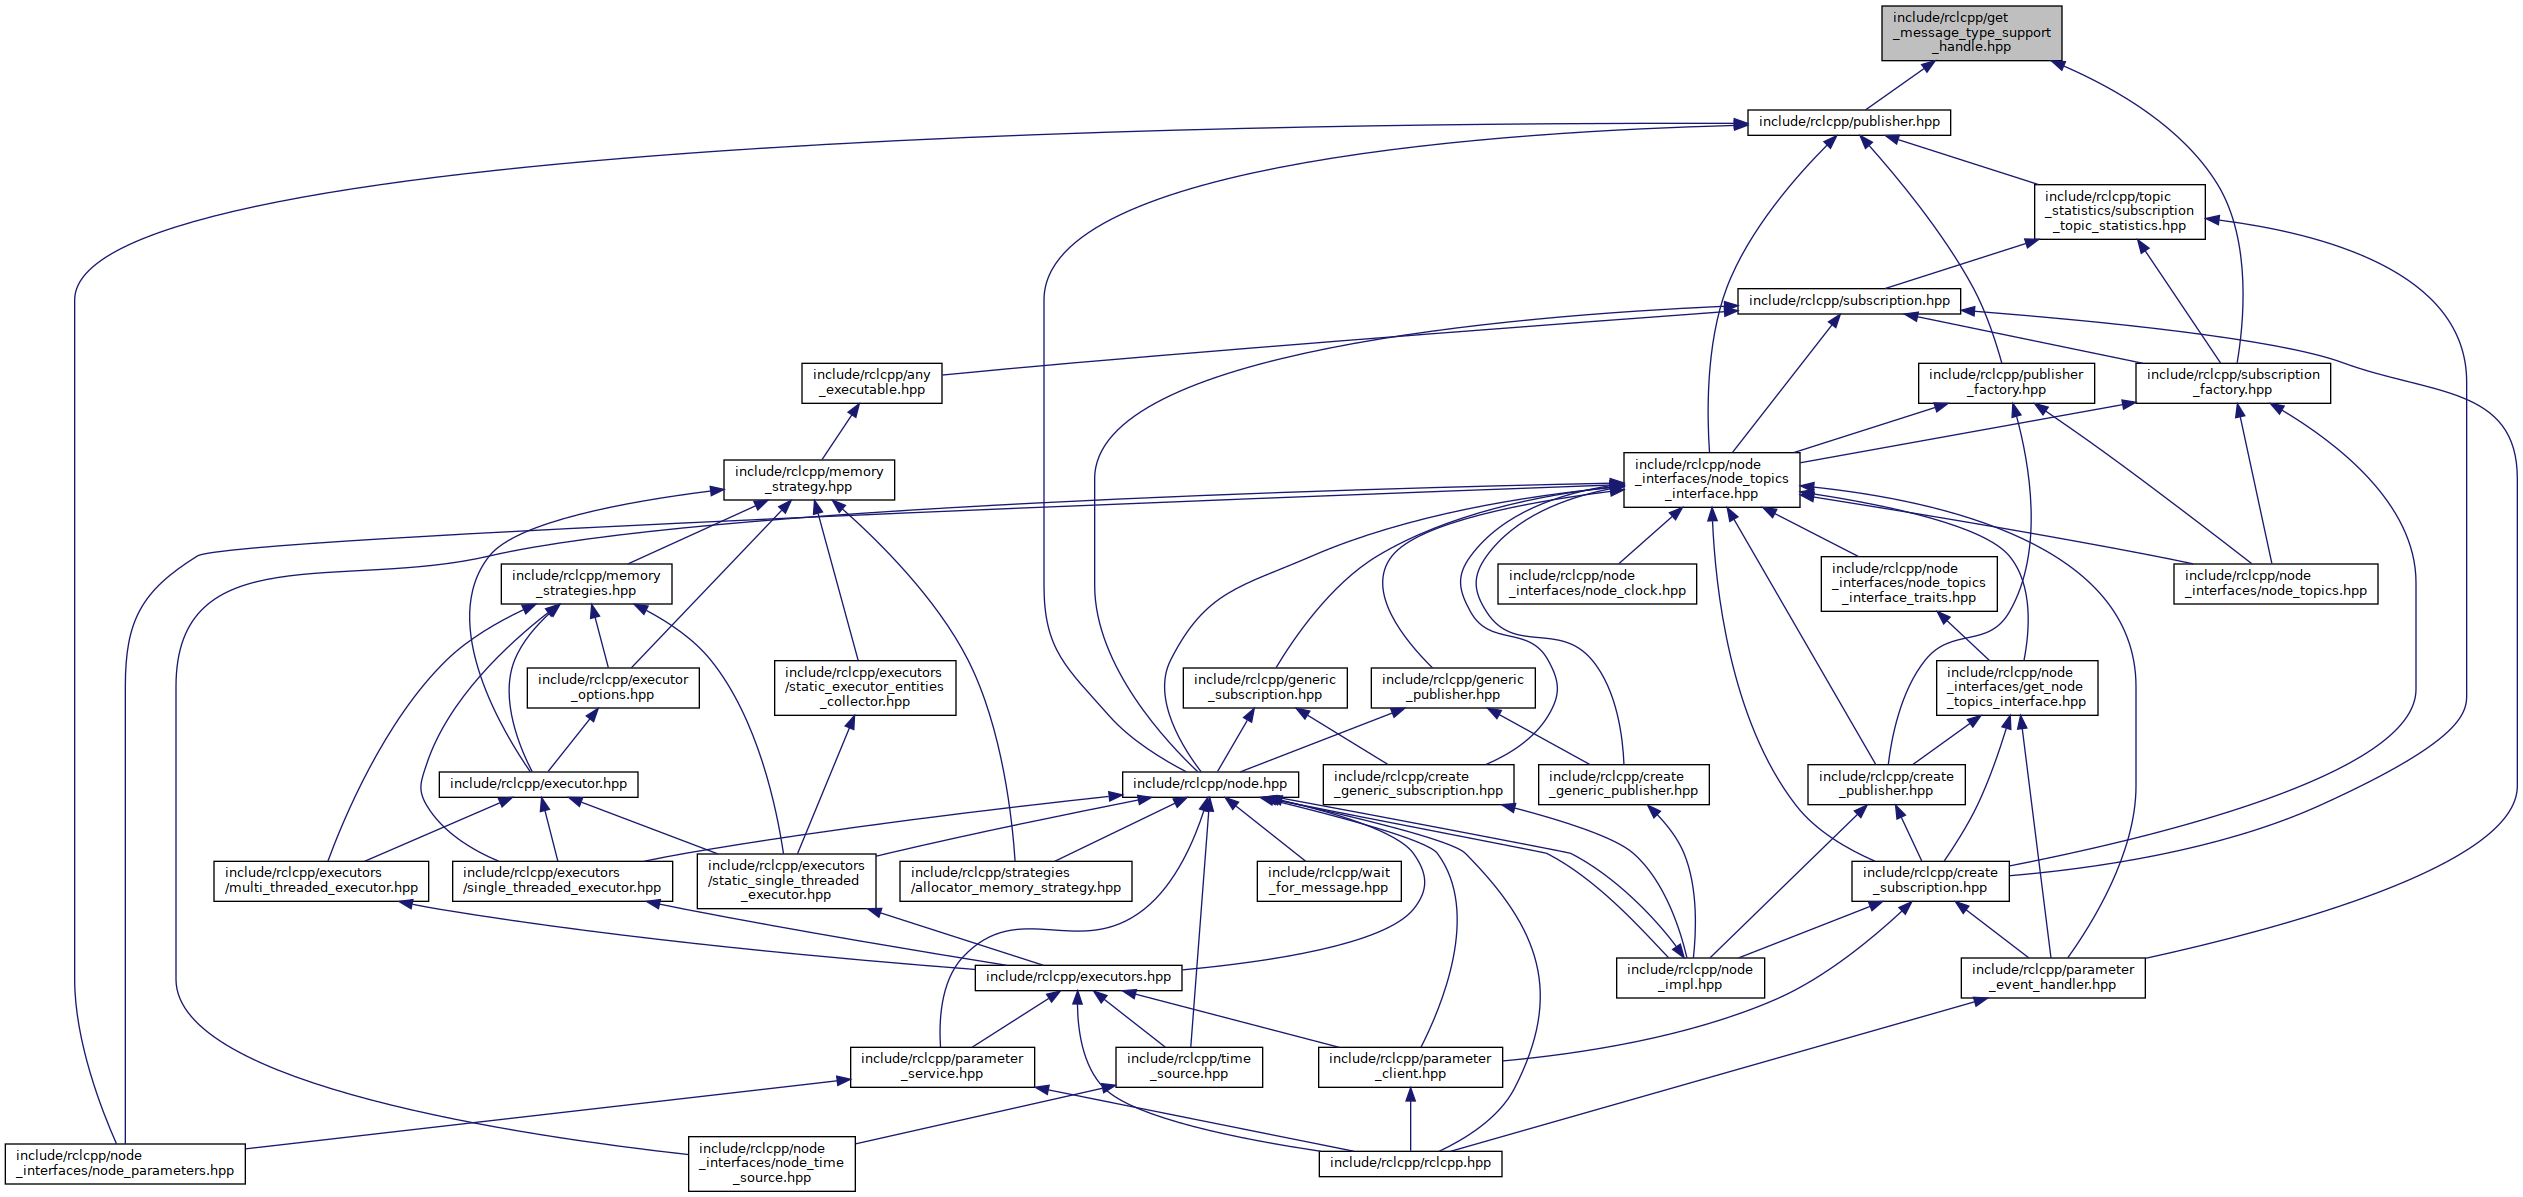 include/rclcpp/get
_message_type_support
_handle.hpp
include/rclcpp/publisher.hpp
include/rclcpp/topic
_statistics/subscription
_topic_statistics.hpp
include/rclcpp/subscription.hpp
include/rclcpp/any
_executable.hpp
include/rclcpp/publisher
_factory.hpp
include/rclcpp/subscription
_factory.hpp
include/rclcpp/memory
_strategy.hpp
include/rclcpp/node
_interfaces/node_topics
_interface.hpp
include/rclcpp/memory
_strategies.hpp
include/rclcpp/node
_interfaces/node_clock.hpp
include/rclcpp/node
_interfaces/node_topics
_interface_traits.hpp
include/rclcpp/node
_interfaces/node_topics.hpp
include/rclcpp/executor
_options.hpp
include/rclcpp/executors
/static_executor_entities
_collector.hpp
include/rclcpp/generic
_subscription.hpp
include/rclcpp/generic
_publisher.hpp
include/rclcpp/node
_interfaces/get_node
_topics_interface.hpp
include/rclcpp/executor.hpp
include/rclcpp/node.hpp
include/rclcpp/create
_generic_subscription.hpp
include/rclcpp/create
_generic_publisher.hpp
include/rclcpp/create
_publisher.hpp
include/rclcpp/executors
/multi_threaded_executor.hpp
include/rclcpp/executors
/single_threaded_executor.hpp
include/rclcpp/executors
/static_single_threaded
_executor.hpp
include/rclcpp/strategies
/allocator_memory_strategy.hpp
include/rclcpp/wait
_for_message.hpp
include/rclcpp/create
_subscription.hpp
include/rclcpp/executors.hpp
include/rclcpp/node
_impl.hpp
include/rclcpp/parameter
_event_handler.hpp
include/rclcpp/parameter
_service.hpp
include/rclcpp/time
_source.hpp
include/rclcpp/parameter
_client.hpp
include/rclcpp/node
_interfaces/node_parameters.hpp
include/rclcpp/node
_interfaces/node_time
_source.hpp
include/rclcpp/rclcpp.hpp